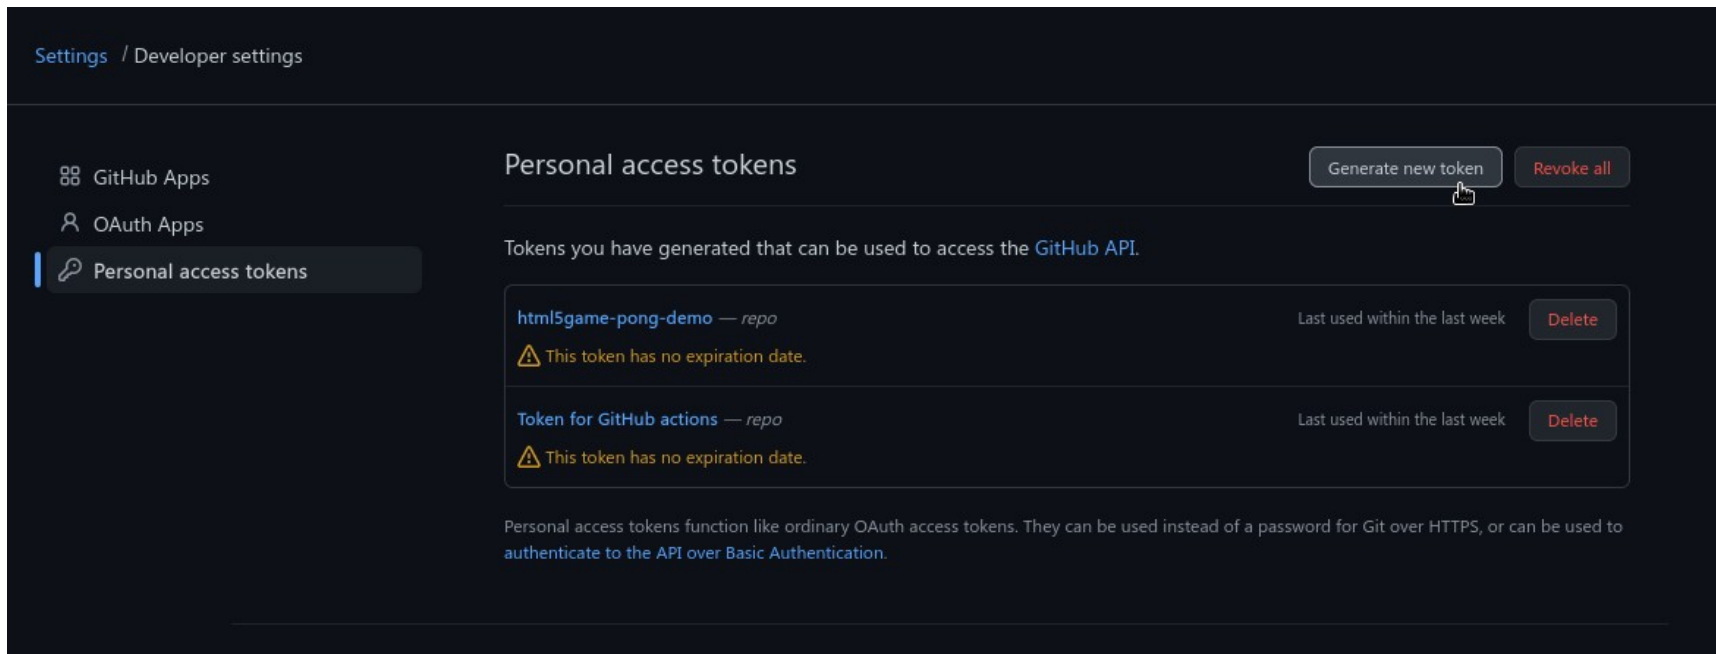 Settings / Developer settings
GitHub Apps
OAuth Apps
Personal access tokens
Personal access tokens
Generate new token
Revoke all
Tokens you have generated that can be used to access the GitHub API.
html5game-pong-demo — repo
Last used within the last week
Delete
This token has no expiration date.
Token for GitHub actions — repo
Last used within the last week
Delete
This token has no expiration date.
Personal access tokens function like ordinary OAuth access tokens. They can be used instead of a password for Git over HTTPS, or can be used to
authenticate to the API over Basic Authentication.